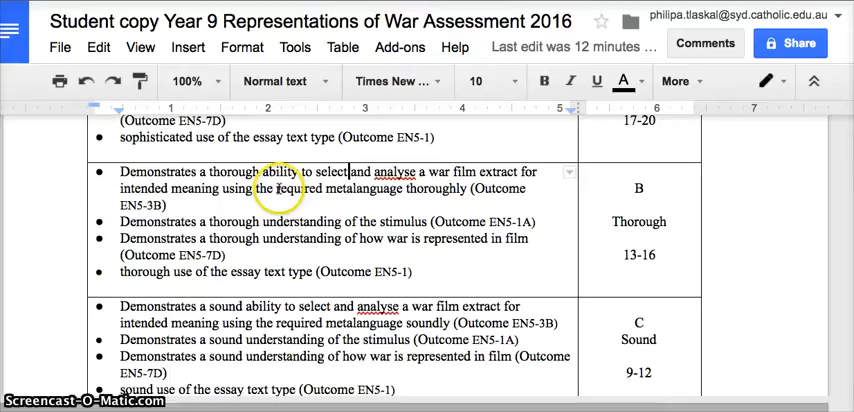 Student copy Year 9 Representations of War Assessment 2016
philipa.tlaskal@syd.catholic.edu.au
File Edit View Insert Format Tools Table Add-ons Help Last edit was 12 minutes
Comments
Share
100% Normal text Times New ... 10 B I U A More
1 2 3 4 5 6 7
(Outcome EN5-7D)
17-20
● sophisticated use of the essay text type (Outcome EN5-1)
● Demonstrates a thorough ability to select and analyse a war film extract for
intended meaning using the required metalanguage thoroughly (Outcome
EN5-3B)
● Demonstrates a thorough understanding of the stimulus (Outcome EN5-1A)
● Demonstrates a thorough understanding of how war is represented in film
(Outcome EN5-7D)
● thorough use of the essay text type (Outcome EN5-1)
B
Thorough
13-16
● Demonstrates a sound ability to select and analyse a war film extract for
intended meaning using the required metalanguage soundly (Outcome EN5-3B)
● Demonstrates a sound understanding of the stimulus (Outcome EN5-1A)
● Demonstrates a sound understanding of how war is represented in film (Outcome
EN5-7D)
● sound use of the essay text type (Outcome EN5-1)
C
Sound
9-12
Screencast-O-Matic.com